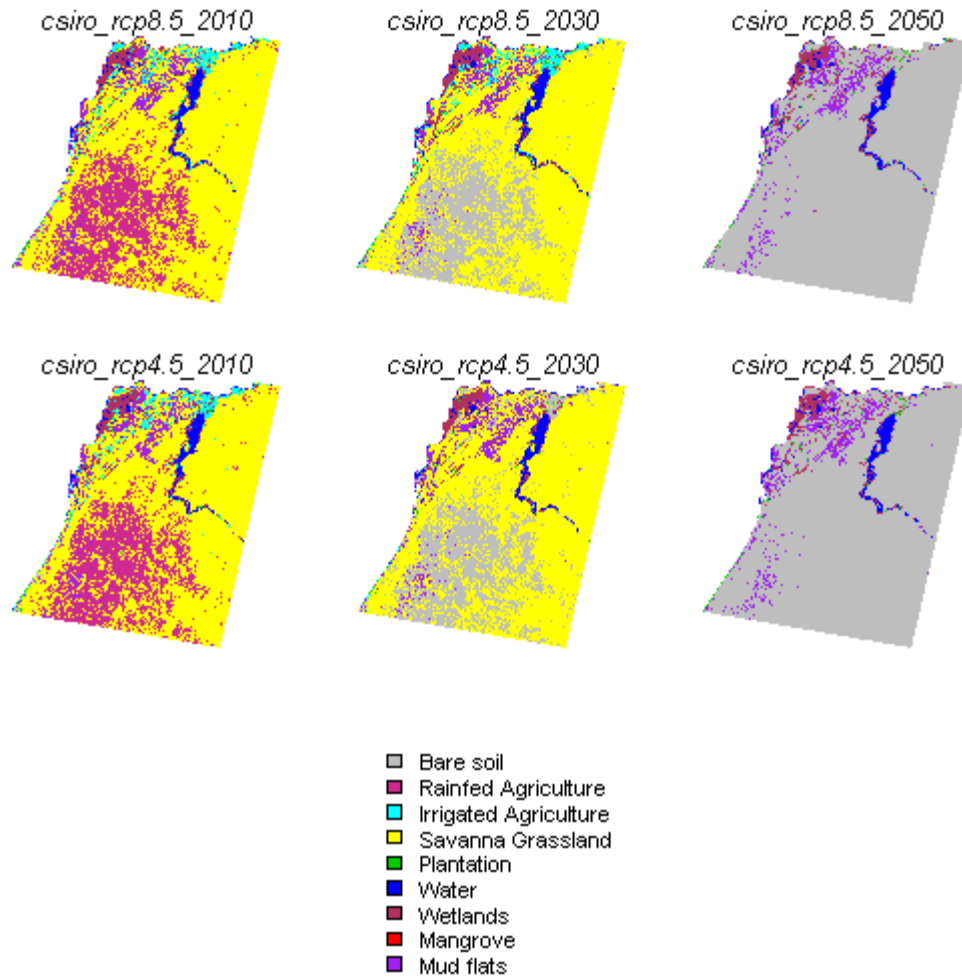 csiro_rcp8.5_2010
csiro_rcp8.5_2030
csiro_rcp8.5_2050
csiro_rcp4.5_2010
csiro_rcp4.5_2030
csiro_rcp4.5_2050
Bare soil
Rainfed Agriculture
Irrigated Agriculture
Savanna Grassland
Plantation
Water
Wetlands
Mangrove
Mud flats